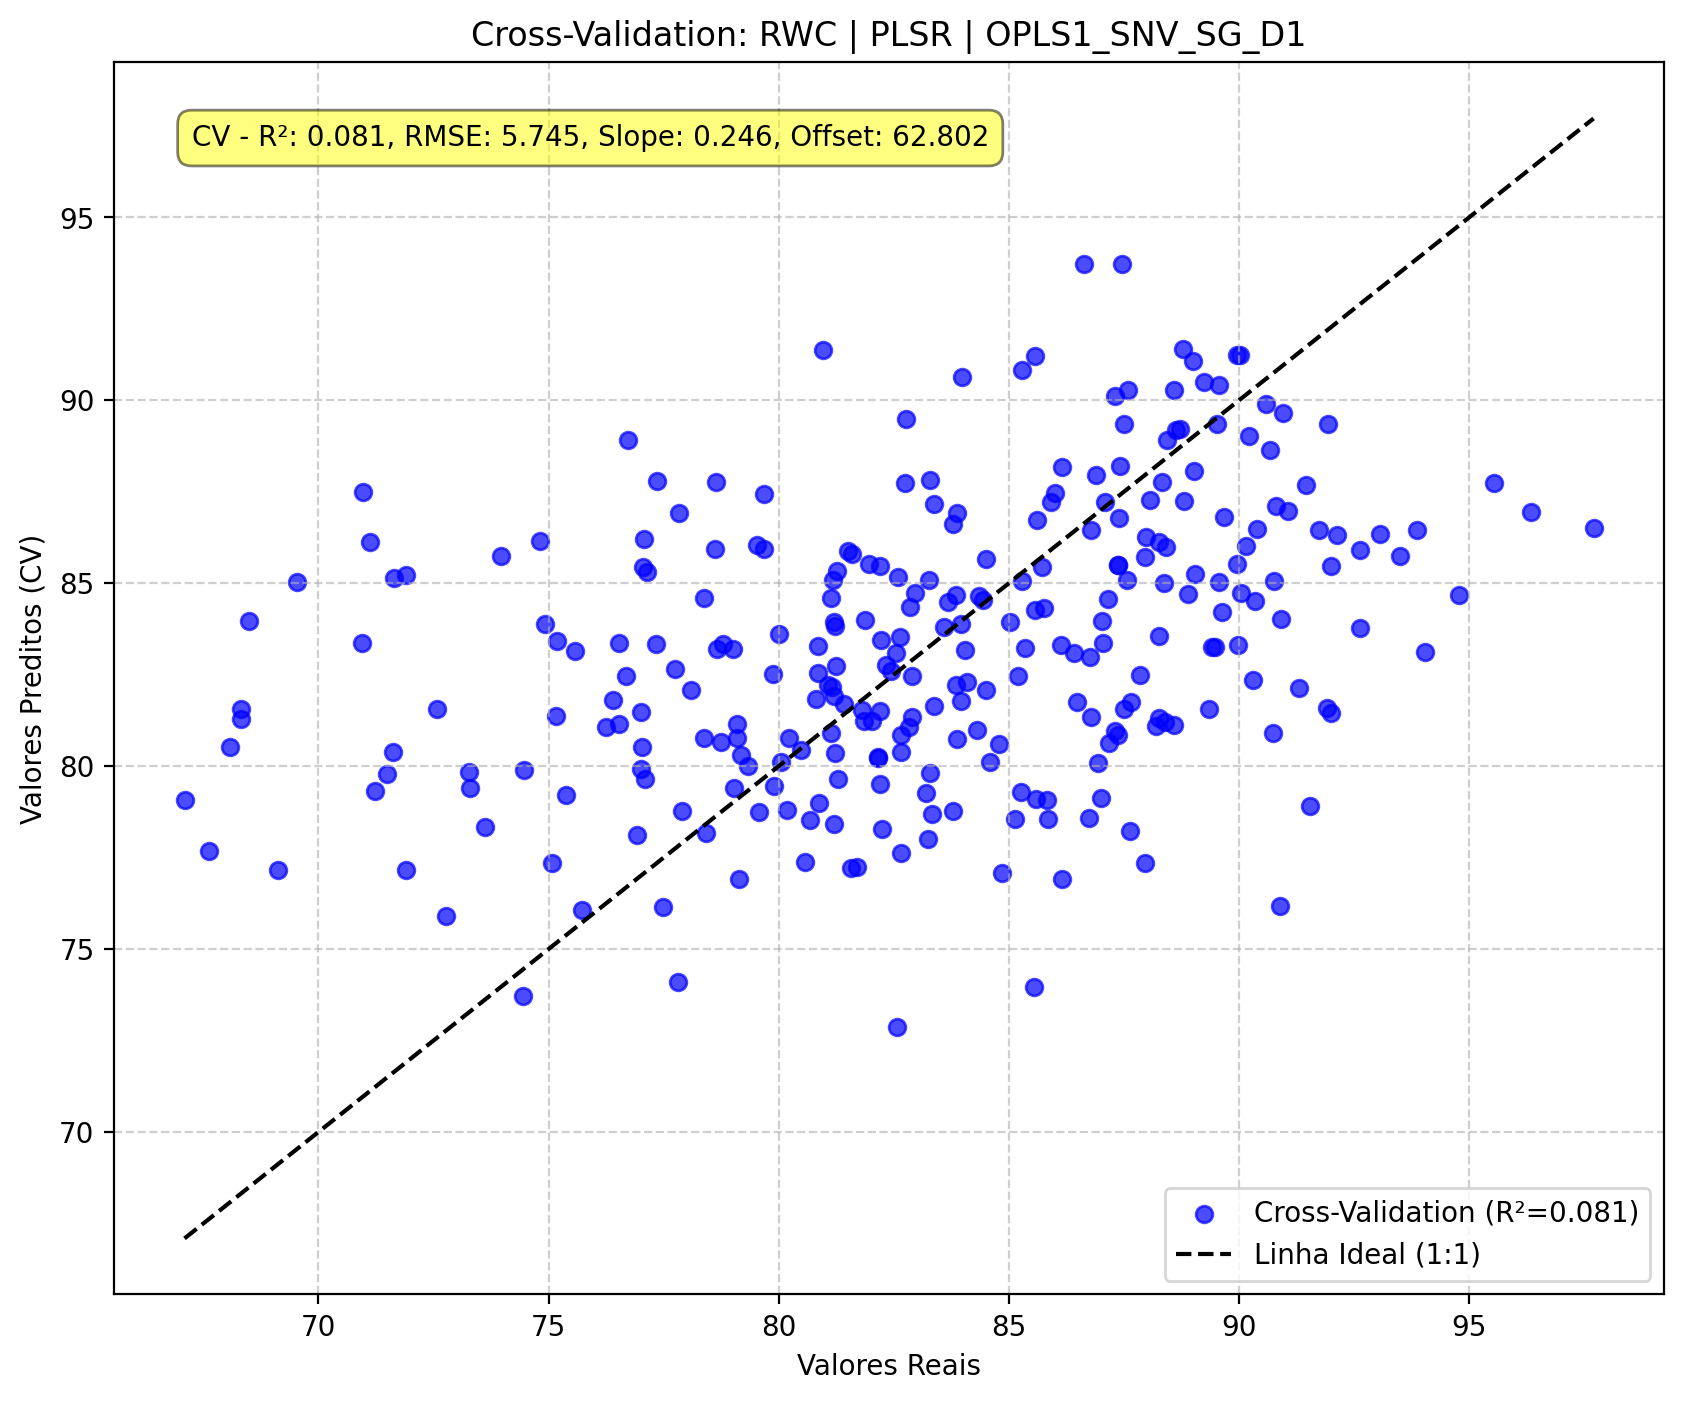 Cross-Validation: RWC | PLSR | OPLS1_SNV_SG_D1
CV - R²: 0.081, RMSE: 5.745, Slope: 0.246, Offset: 62.802
Valores Preditos (CV)
95
90
85
80
75
70
Cross-Validation (R²=0.081)
Linha Ideal (1:1)
70 75 80 85 90 95
Valores Reais